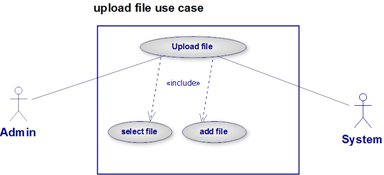 upload file use case
Upload file
«include»
select file
add file
Admin
System